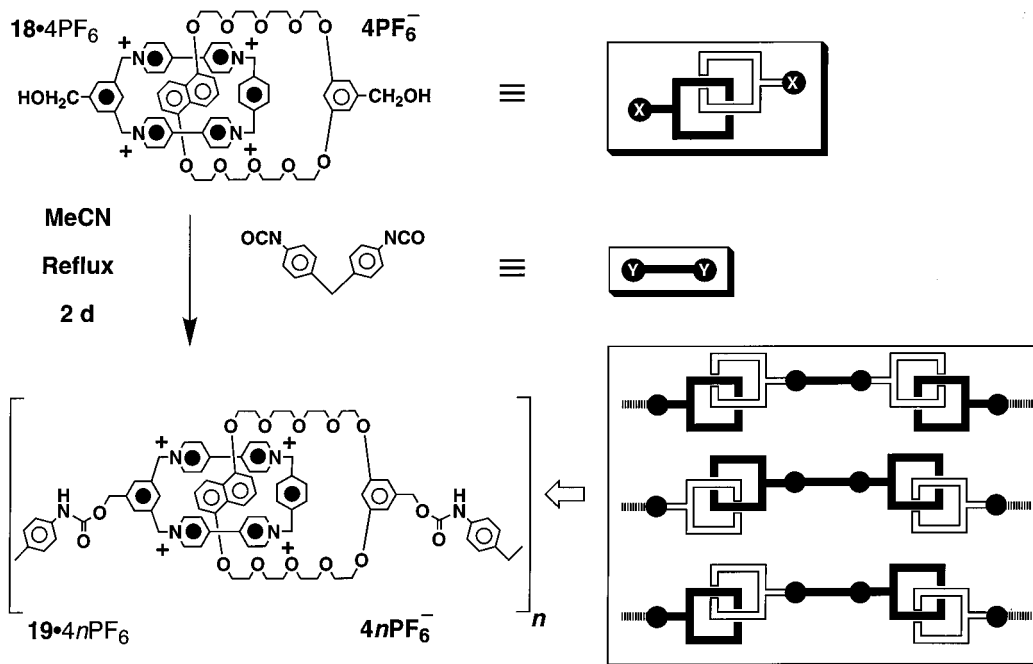 18•4PF₆
4PF₆⁻
O O O O O
+ +
N N
HOH₂C
CH₂OH
N N
+ +
O O O O O
≡
X X
MeCN
Reflux
2 d
OCN NCO
≡
Y Y
O O O O O
+ +
N N
H
N O
O
O N
H
O
N N
+ +
O O O O O
n
19•4nPF₆
4nPF₆⁻